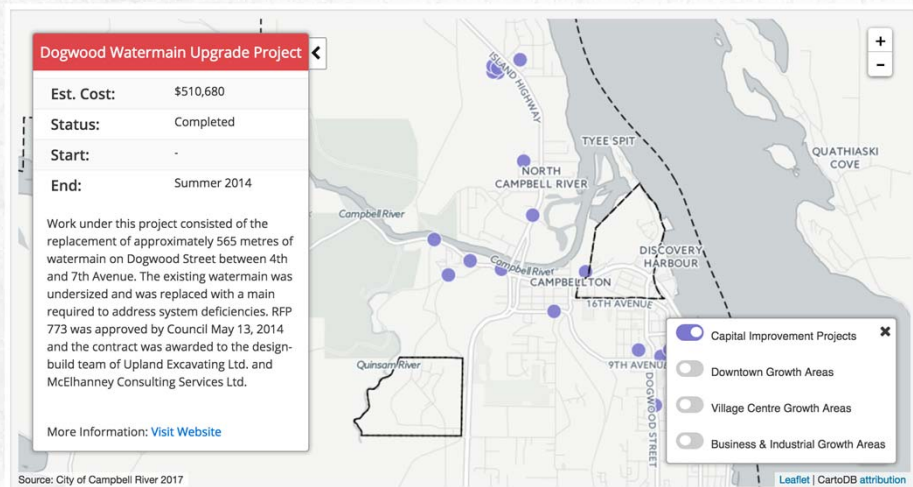 Dogwood Watermain Upgrade Project
Est. Cost: $510,680
Status: Completed
Start: -
End: Summer 2014
Work under this project consisted of the
replacement of approximately 565 metres of
watermain on Dogwood Street between 4th
and 7th Avenue. The existing watermain was
undersized and was replaced with a main
required to address system deficiencies. RFP
773 was approved by Council May 13, 2014
and the contract was awarded to the design-
build team of Upland Excavating Ltd. and
McElhanney Consulting Services Ltd.
More Information: Visit Website
+
-
ISLAND HIGHWAY
TYEE SPIT
QUATHIASKI
COVE
NORTH
CAMPBELL RIVER
Campbell River
DISCOVERY
HARBOUR
Campbell River
CAMPBELLTON
16TH AVENUE
Quinsam River
9TH AVENUE
DOGWOOD STREET
Capital Improvement Projects
Downtown Growth Areas
Village Centre Growth Areas
Business & Industrial Growth Areas
Source: City of Campbell River 2017
Leaflet | CartoDB attribution